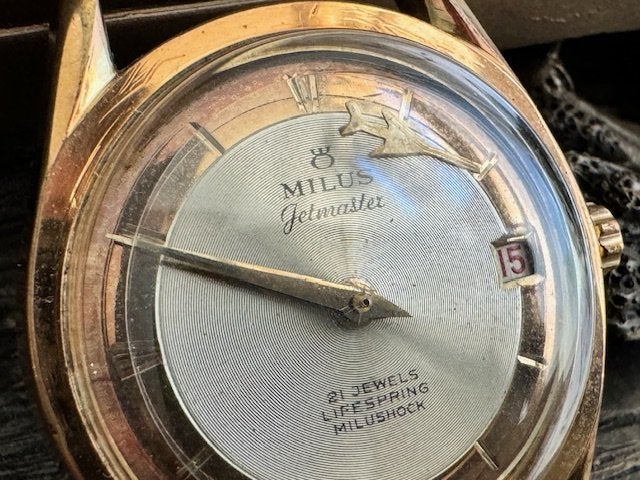 MILUS
Jetmaster
15
21 JEWELS
LIFESPRING
MILUSHOCK